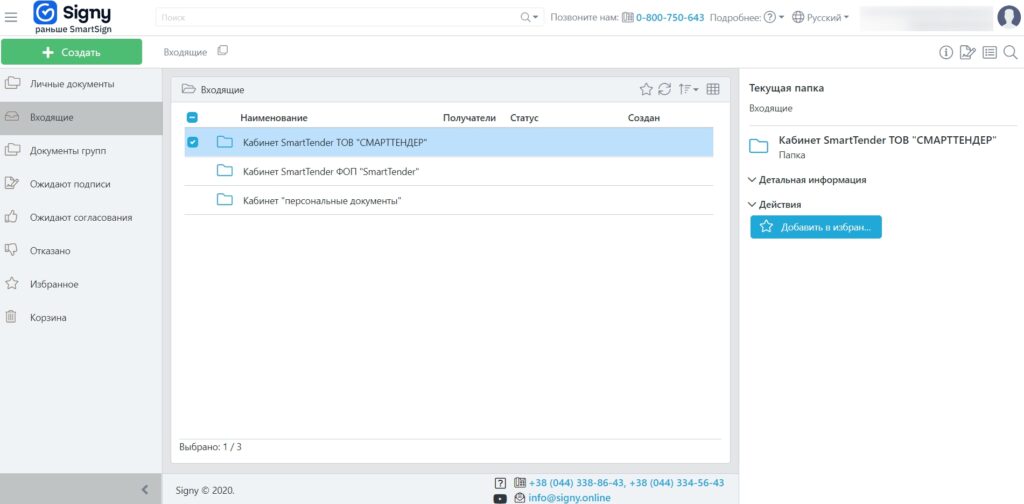 Signy
раньше SmartSign
Поиск
Позвоните нам: 0-800-750-643 Подробнее: Русский
Создать
Входящие
Личные документы
Входящие
Документы групп
Ожидают подписи
Ожидают согласования
Отказано
Избранное
Корзина
Входящие
Наименование Получатели Статус Создан
Кабинет SmartTender ТОВ "СМАРТТЕНДЕР"
Кабинет SmartTender ФОП "SmartTender"
Кабинет "персональные документы"
Выбрано: 1 / 3
Текущая папка
Входящие
Кабинет SmartTender ТОВ "СМАРТТЕНДЕР"
Папка
Детальная информация
Действия
Добавить в избран...
Signy © 2020.
+38 (044) 338-86-43, +38 (044) 334-56-43
info@signy.online